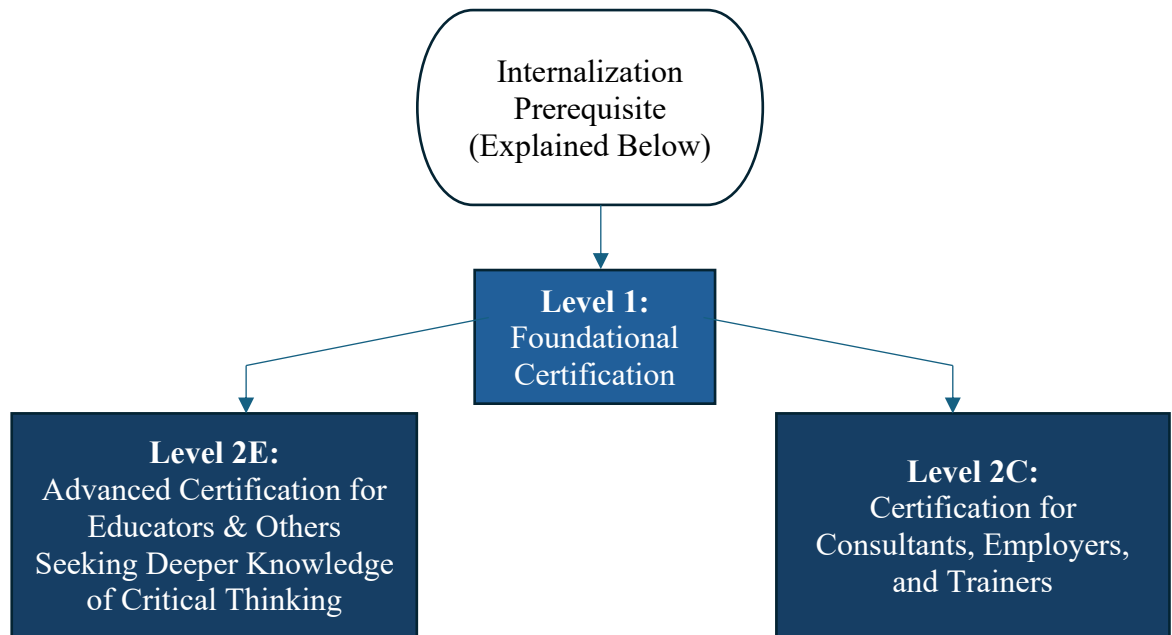 Internalization
Prerequisite
(Explained Below)
Level 1:
Foundational
Certification
Level 2E:
Advanced Certification for
Educators & Others
Seeking Deeper Knowledge
of Critical Thinking
Level 2C:
Certification for
Consultants, Employers,
and Trainers